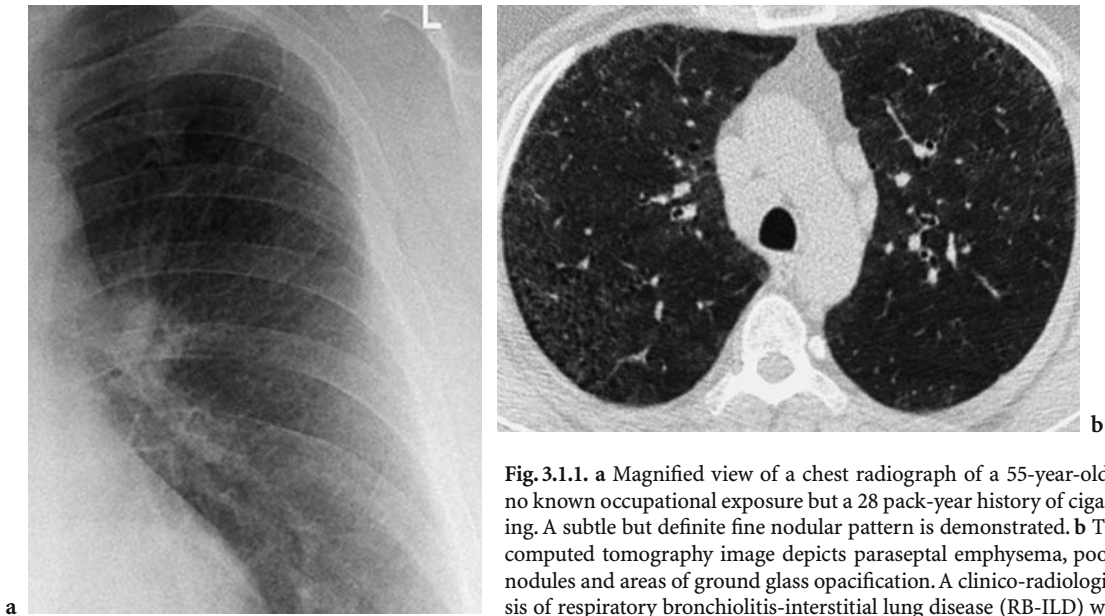 L
a
b
Fig. 3.1.1. a Magnified view of a chest radiograph of a 55-year-old
no known occupational exposure but a 28 pack-year history of ciga
ing. A subtle but definite fine nodular pattern is demonstrated. b T
computed tomography image depicts paraseptal emphysema, poo
nodules and areas of ground glass opacification. A clinico-radiologi
sis of respiratory bronchiolitis-interstitial lung disease (RB-ILD) w